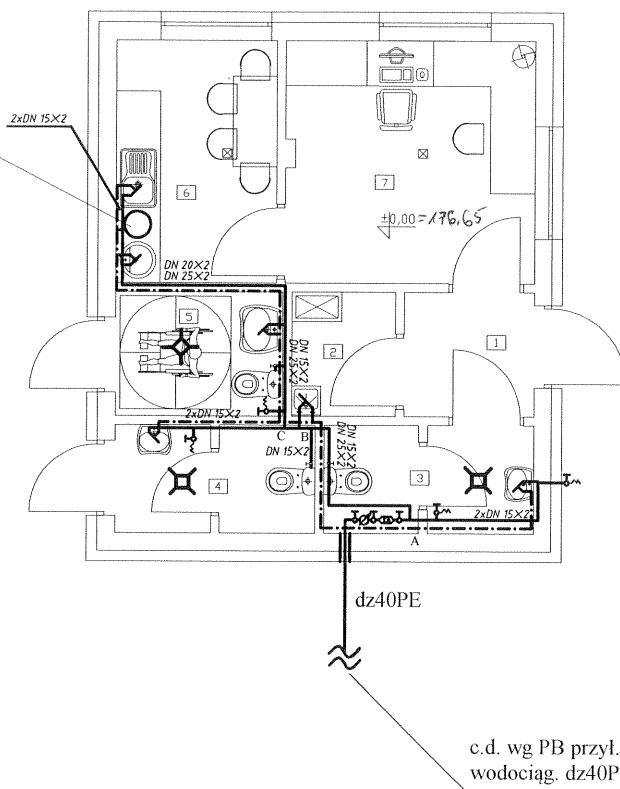 2xDN 15X2
6
7
±0,00 = 176,65
DN 20X2
DN 25X2
5
2
1
DN 15X2
DN 25X2
2xDN 15X2
C
B
DN 15X2
DN 15X2
DN 25X2
4
3
2xDN 15X2
A
dz40PE
c.d. wg PB przył.
wodociąg. dz40P